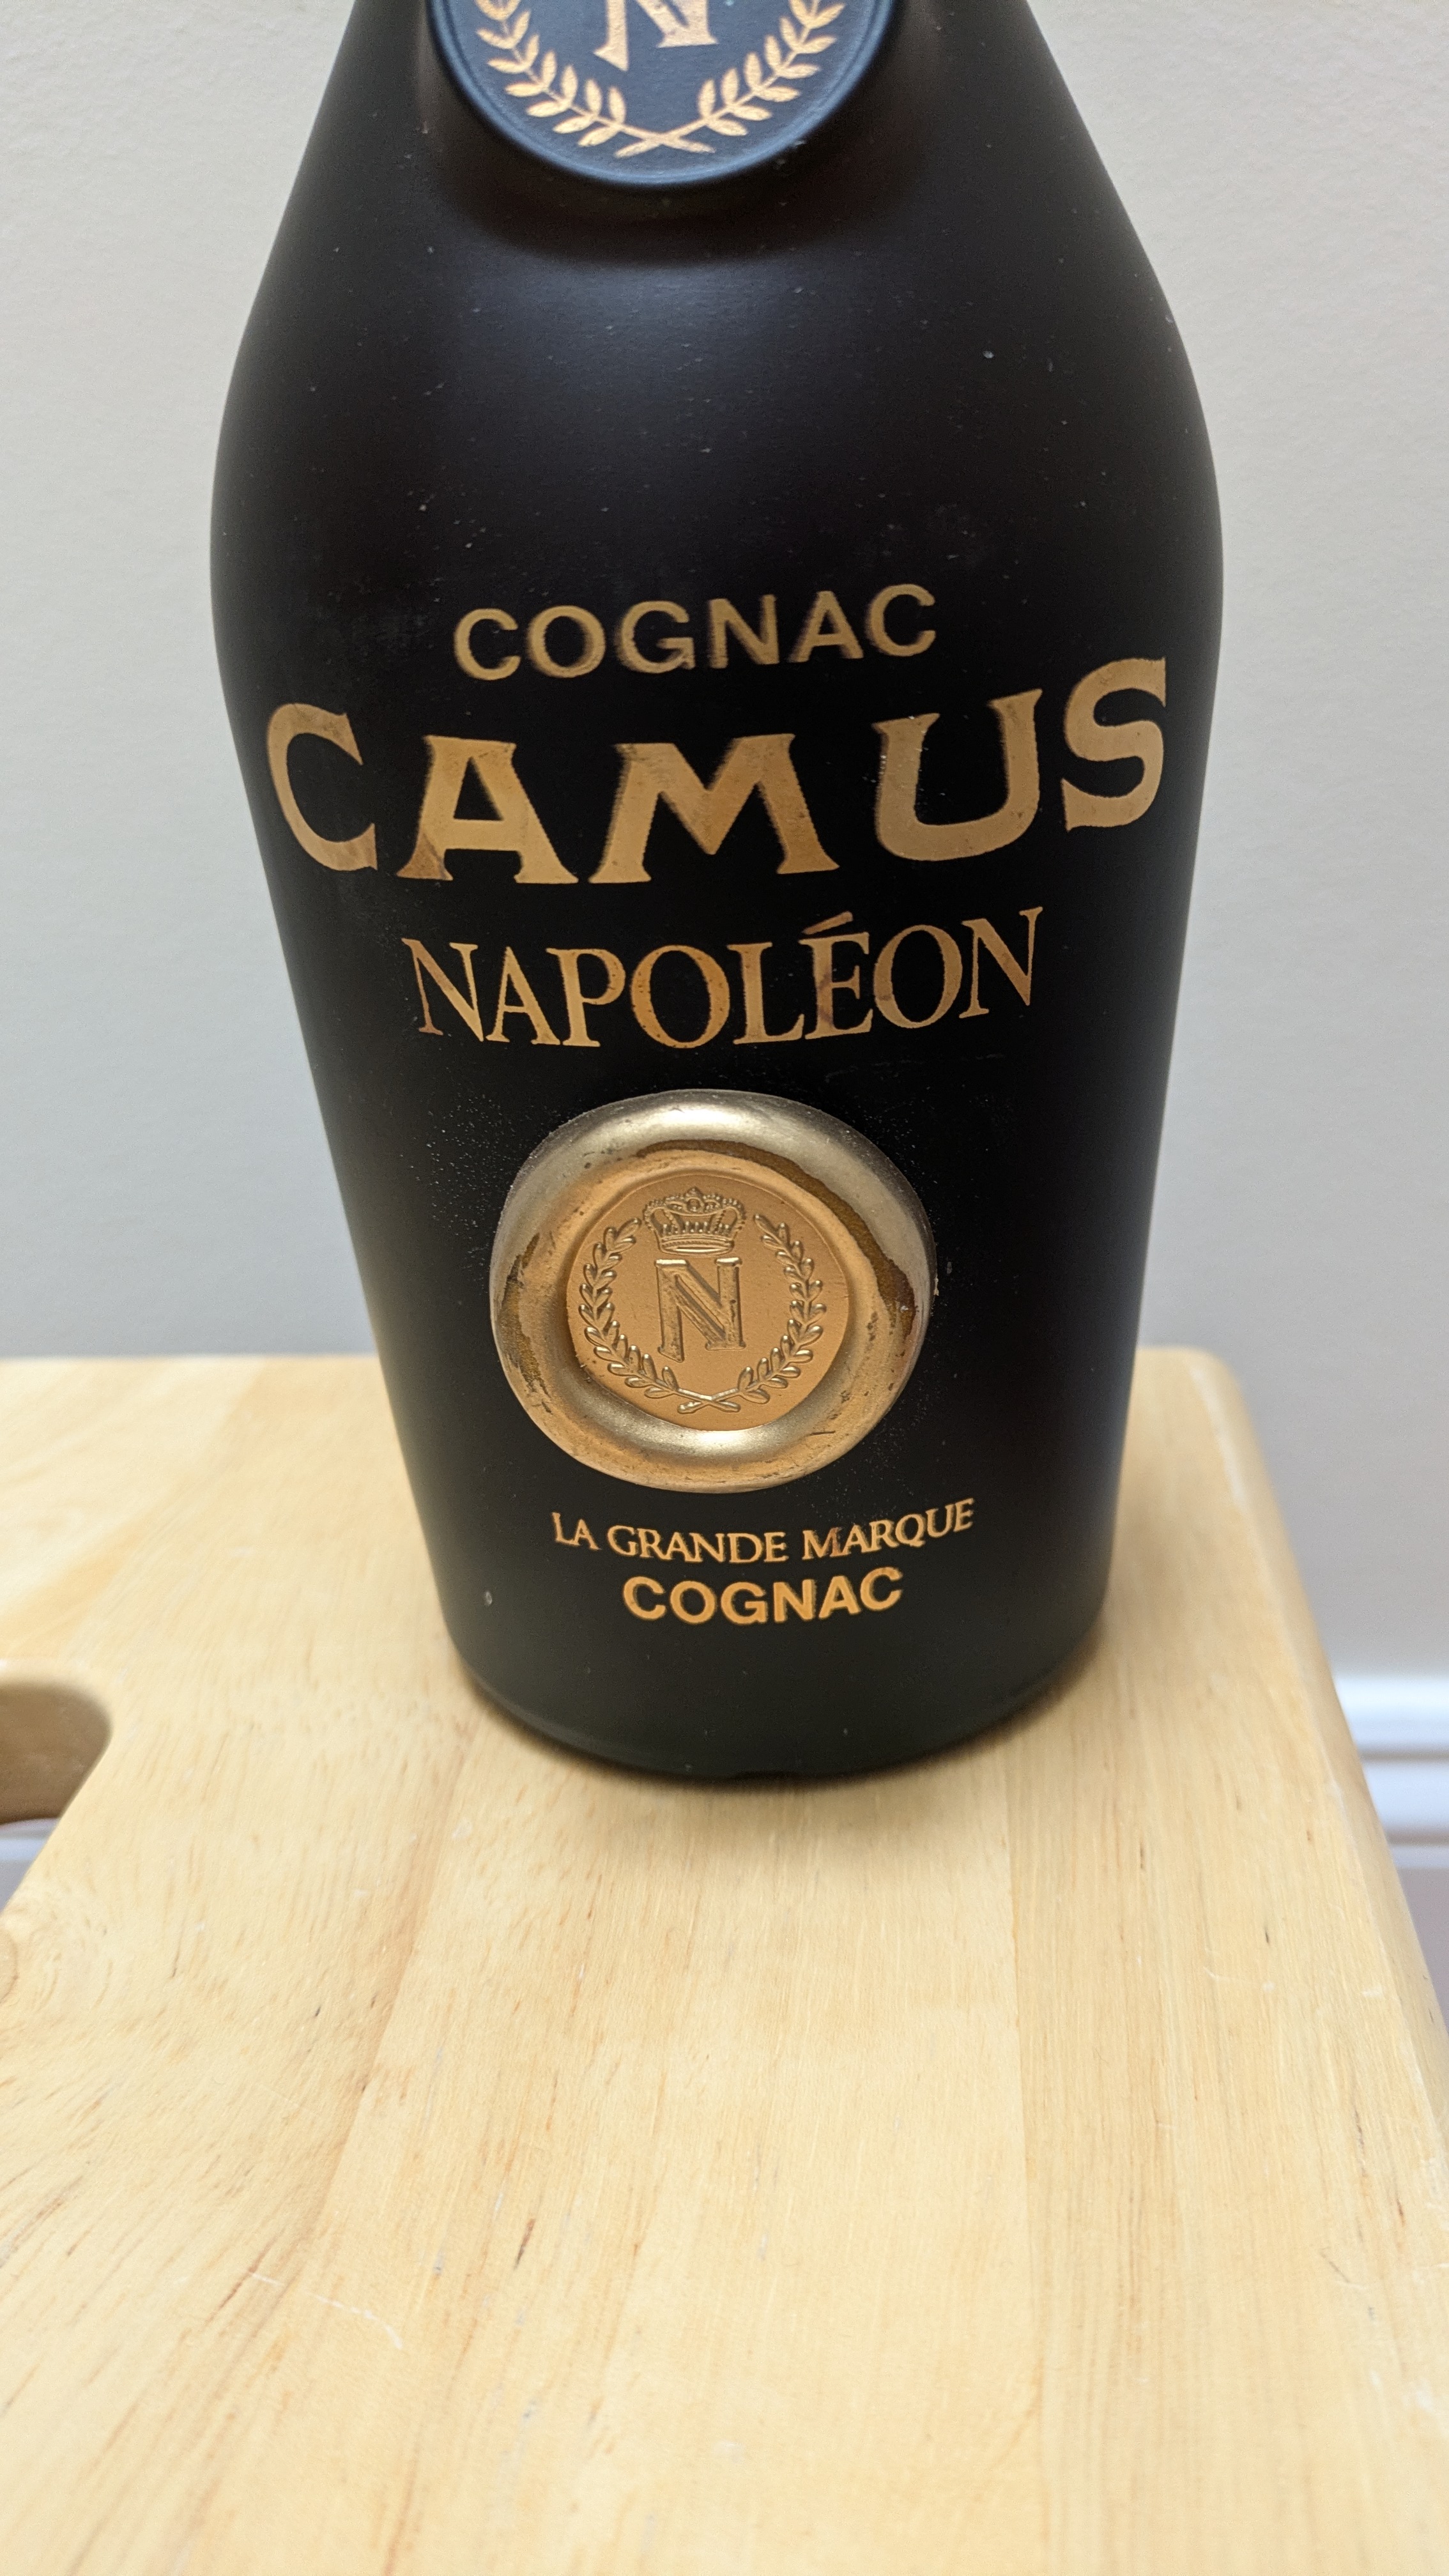 N
COGNAC
CAMUS
NAPOLÉON
N
LA GRANDE MARQUE
COGNAC